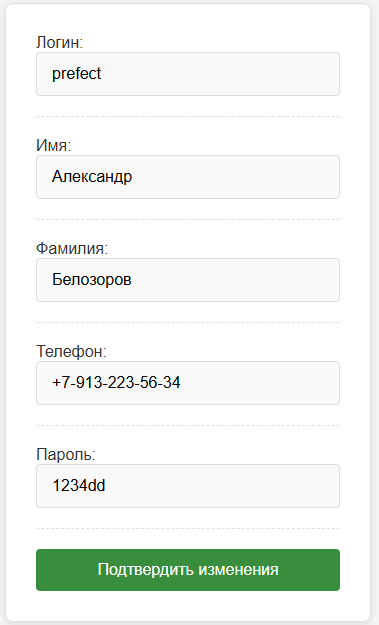 Логин:
prefect
Имя:
Александр
Фамилия:
Белозоров
Телефон:
+7-913-223-56-34
Пароль:
1234dd
Подтвердить изменения